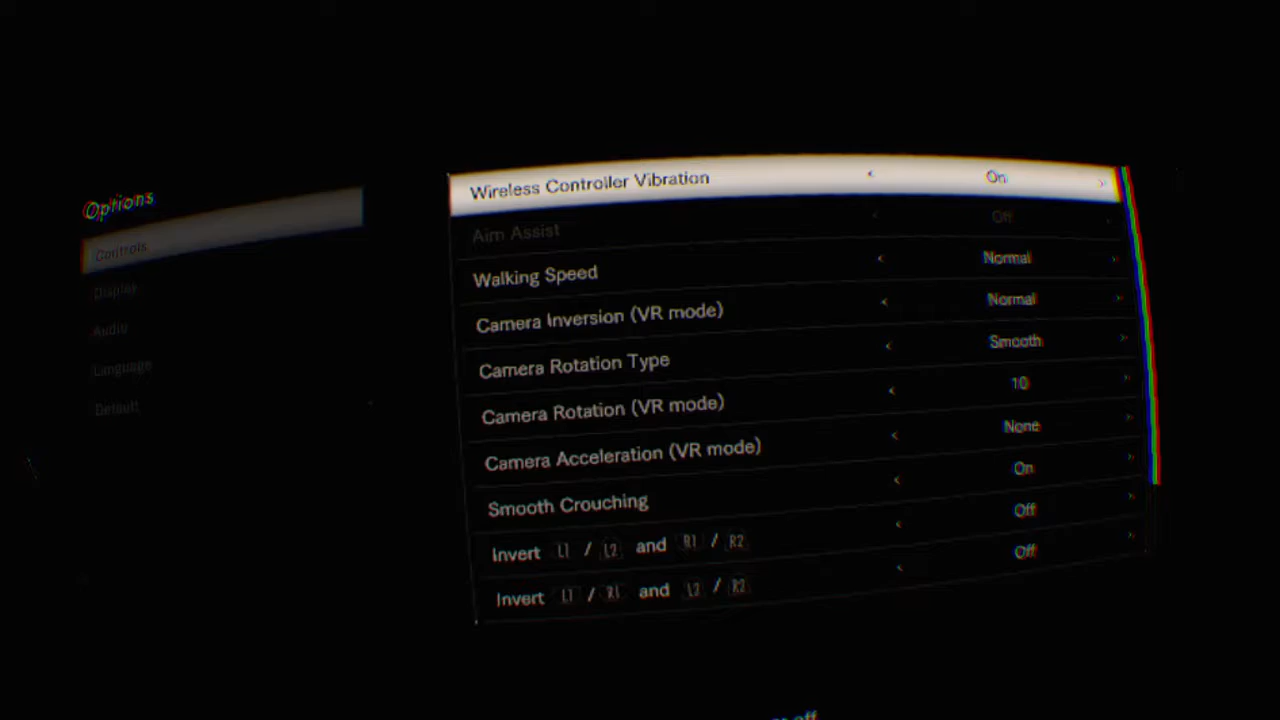 Options
Controls
Display
Audio
Language
Default
Wireless Controller Vibration < On >
Aim Assist < Off >
Walking Speed < Normal >
Camera Inversion (VR mode) < Normal >
Camera Rotation Type < Smooth >
Camera Rotation (VR mode) < 10 >
Camera Acceleration (VR mode) < None >
Smooth Crouching < On >
Invert L1 / L2 and R1 / R2 < Off >
Invert L1 / R1 and L2 / R2 < Off >
off